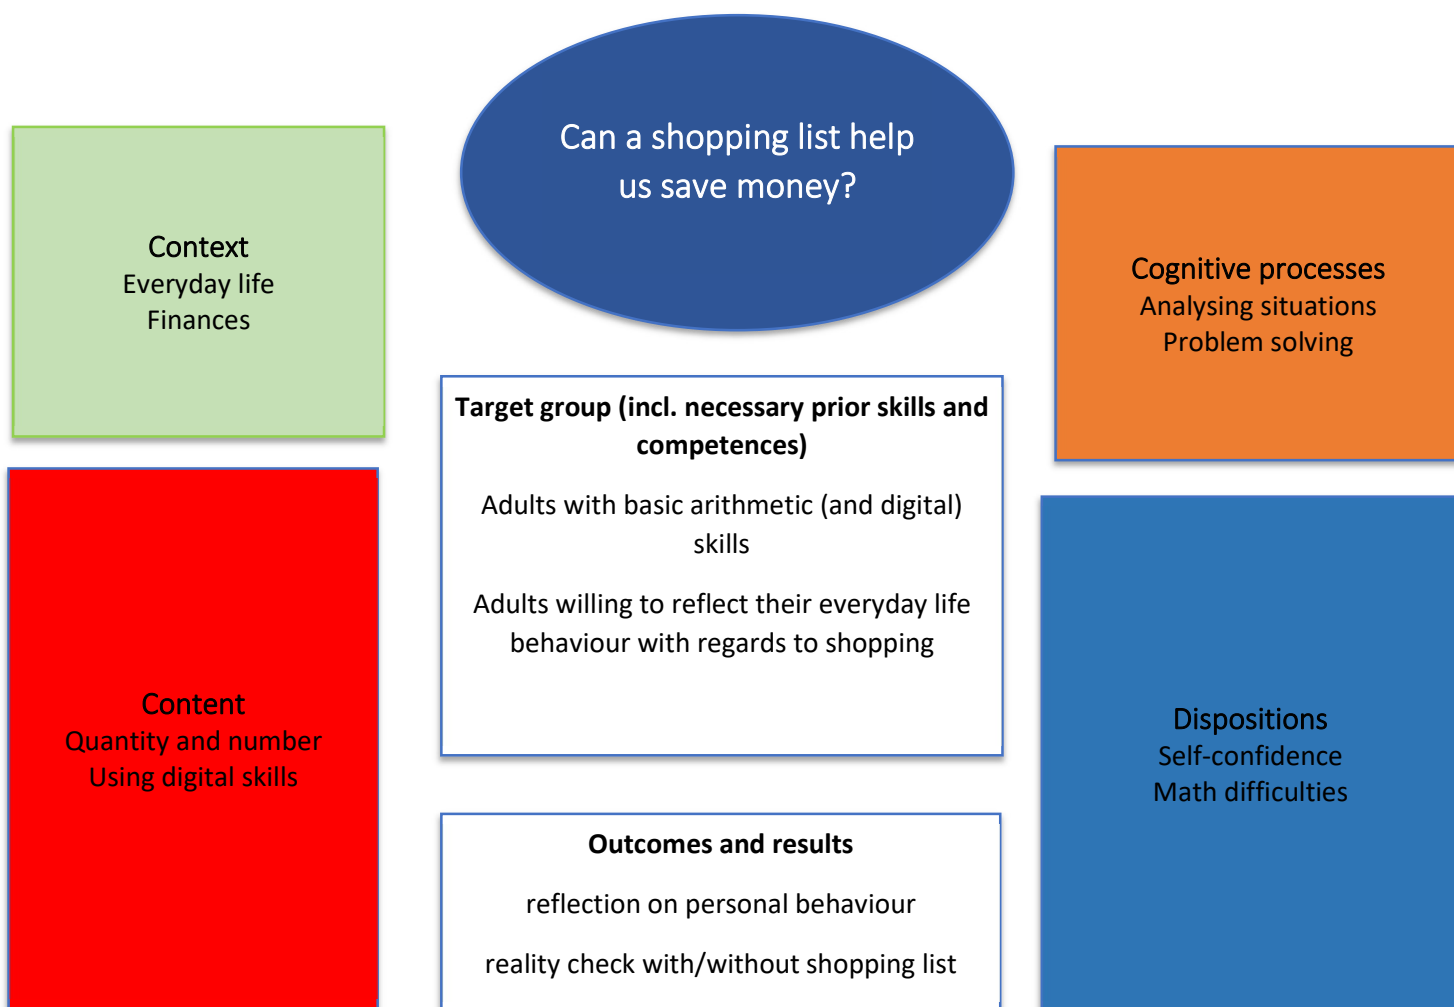 Can a shopping list help
us save money?
Context
Everyday life
Finances
Cognitive processes
Analysing situations
Problem solving
Target group (incl. necessary prior skills and
competences)
Adults with basic arithmetic (and digital)
skills
Adults willing to reflect their everyday life
behaviour with regards to shopping
Content
Quantity and number
Using digital skills
Dispositions
Self-confidence
Math difficulties
Outcomes and results
reflection on personal behaviour
reality check with/without shopping list